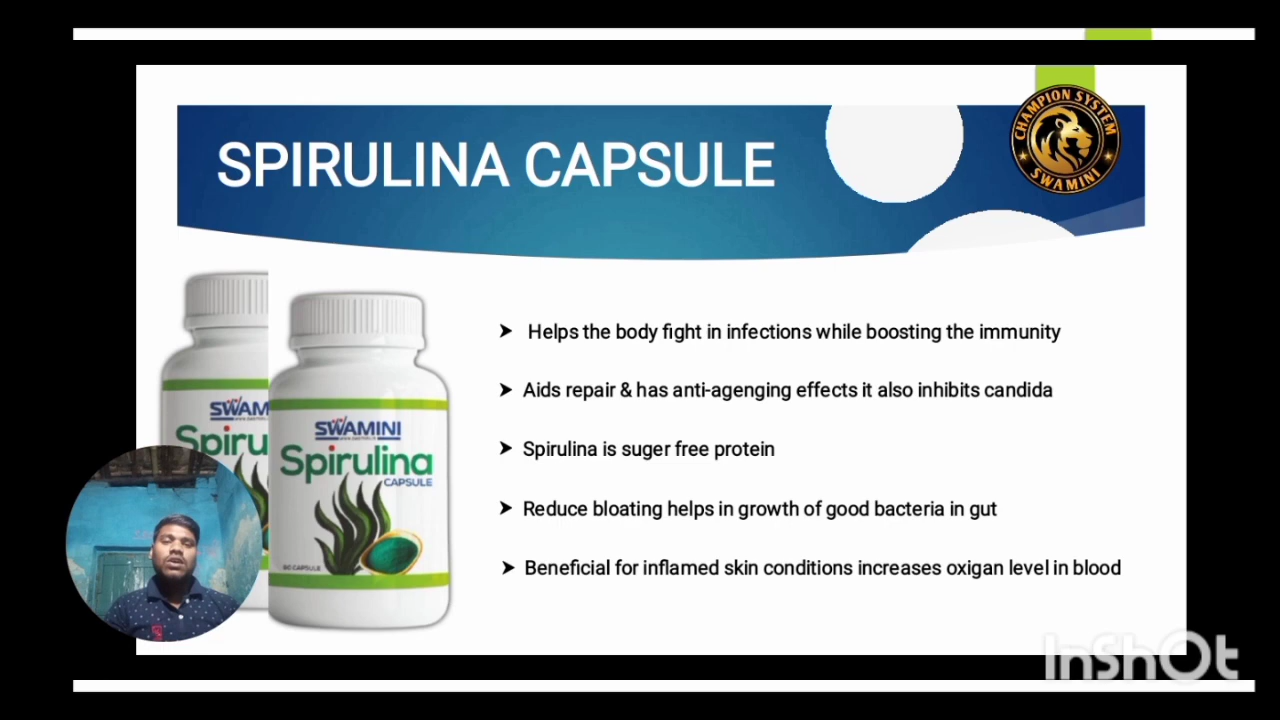 SPIRULINA CAPSULE
CHAMPION SYSTEM
SWAMINI
Helps the body fight in infections while boosting the immunity
Aids repair & has anti-agenging effects it also inhibits candida
Spirulina is suger free protein
Reduce bloating helps in growth of good bacteria in gut
Beneficial for inflamed skin conditions increases oxigan level in blood
SWAM
Spiru
SWAMINI
Spirulina
CAPSULE
InShOt